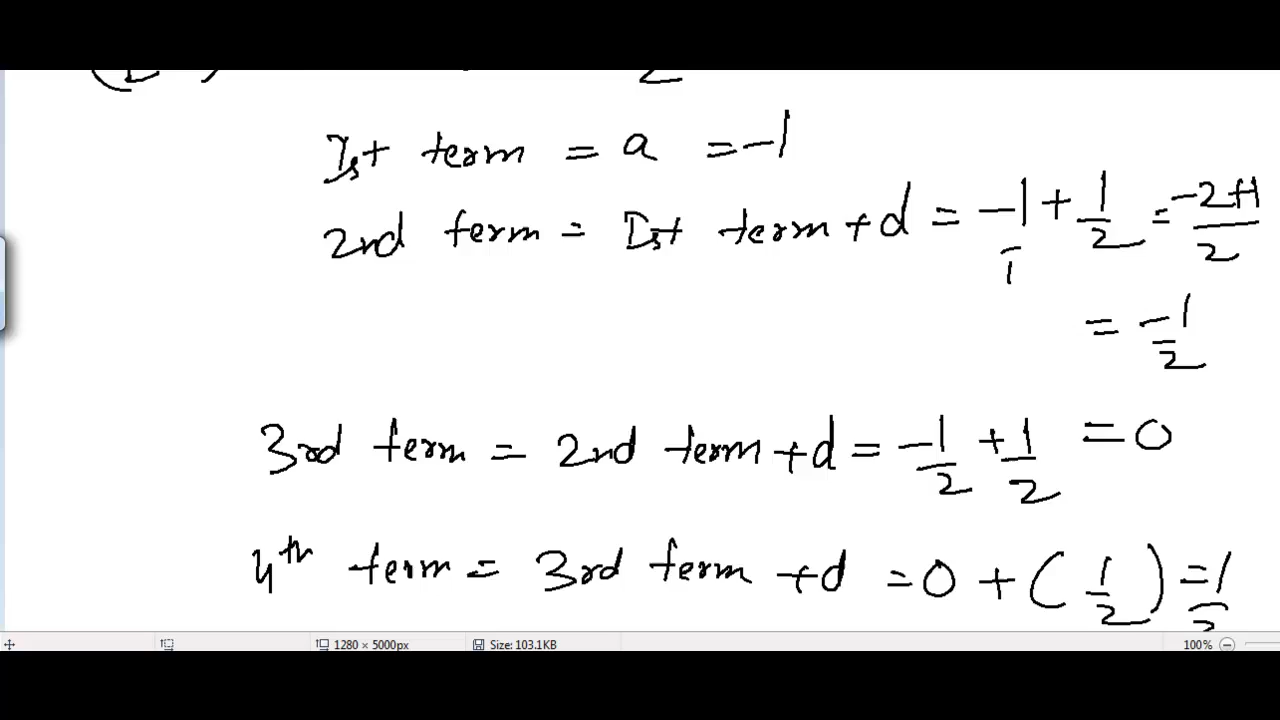 Ist term = a = -1
2nd term = Ist term + d = -1/1 + 1/2 = -2+1/2
= -1/2
3rd term = 2nd term + d = -1/2 + 1/2 = 0
4th term = 3rd term + d = 0 + (1/2) = 1/2
1280 × 5000px Size: 103.1KB 100%